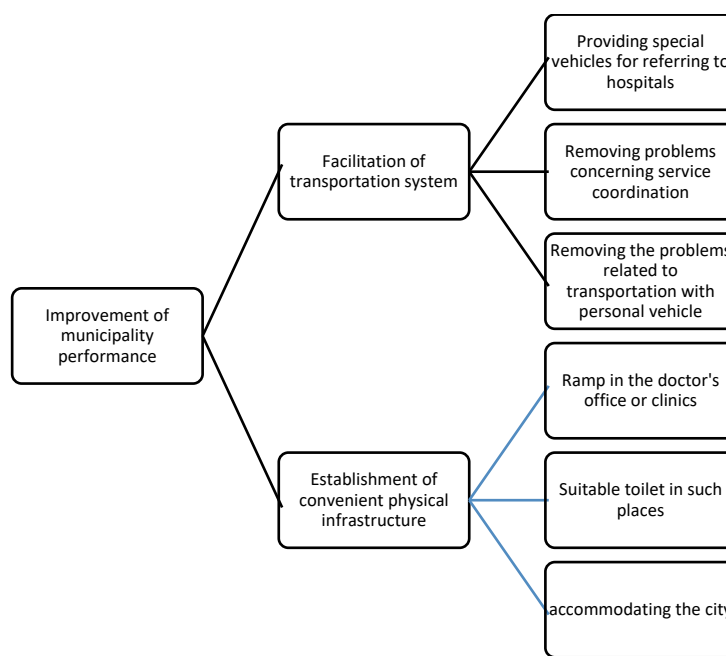 Providing special
vehicles for referring to
hospitals
Facilitation of
transportation system
Removing problems
concerning service
coordination
Removing the problems
related to
transportation with
personal vehicle
Improvement of
municipality
performance
Ramp in the doctor's
office or clinics
Establishment of
convenient physical
infrastructure
Suitable toilet in such
places
accommodating the city